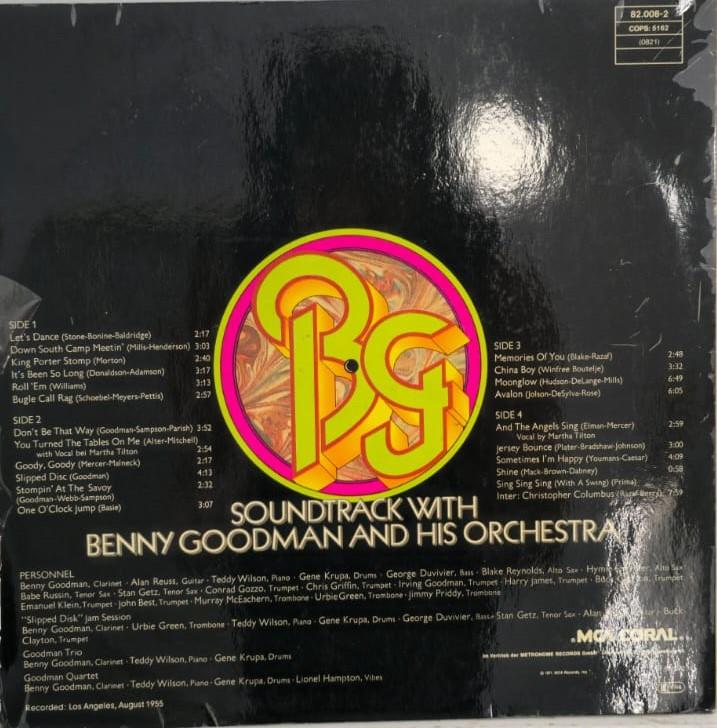 82.008-2
COPS: 5162
(0821)
BG
SIDE 1
Let's Dance (Stone-Bonine-Baldridge) 2:17
Down South Camp Meetin' (Mills-Henderson) 3:03
King Porter Stomp (Morton) 2:40
It's Been So Long (Donaldson-Adamson) 3:17
Roll 'Em (Williams) 3:13
Bugle Call Rag (Schoebel-Meyers-Pettis) 2:57
SIDE 2
Don't Be That Way (Goodman-Sampson-Parish) 3:52
You Turned The Tables On Me (Alter-Mitchell)
with Vocal bei Martha Tilton 2:54
Goody, Goody (Mercer-Malneck) 2:17
Slipped Disc (Goodman) 4:13
Stompin' At The Savoy 2:32
(Goodman-Webb-Sampson)
One O'Clock Jump (Basie) 3:07
SIDE 3
Memories Of You (Blake-Razaf) 2:48
China Boy (Winfree Boutelje) 3:32
Moonglow (Hudson-DeLange-Mills) 6:49
Avalon (Jolson-DeSylva-Rose) 6:05
SIDE 4
And The Angels Sing (Elman-Mercer) 2:59
Vocal by Martha Tilton
Jersey Bounce (Plater-Bradshaw-Johnson) 3:00
Sometimes I'm Happy (Youmans-Caesar) 4:09
Shine (Mack-Brown-Dabney) 0:58
Sing Sing Sing (With A Swing) (Prima)
Inter: Christopher Columbus 7:39
SOUNDTRACK WITH
BENNY GOODMAN AND HIS ORCHESTRA
PERSONNEL
Benny Goodman, Clarinet · Alan Reuss, Guitar · Teddy Wilson, Piano · Gene Krupa, Drums · George Duvivier, Bass · Blake Reynolds, Alto Sax · Alto Sax
Babe Russin, Tenor Sax · Stan Getz, Tenor Sax · Conrad Gozzo, Trumpet · Chris Griffin, Trumpet · Irving Goodman, Trumpet · Harry James, Trumpet · Trumpet
Emanuel Klein, Trumpet · John Best, Trumpet · Murray McEachern, Trombone · Urbie Green, Trombone · Jimmy Priddy, Trombone
"Slipped Disk" Jam Session
Benny Goodman, Clarinet · Urbie Green, Trombone · Teddy Wilson, Piano · Gene Krupa, Drums · George Duvivier, Bass · Stan Getz, Tenor Sax · Alan · Buck
Clayton, Trumpet
Goodman Trio
Benny Goodman, Clarinet · Teddy Wilson, Piano · Gene Krupa, Drums
Goodman Quartet
Benny Goodman, Clarinet · Teddy Wilson, Piano · Gene Krupa, Drums · Lionel Hampton, Vibes
Recorded: Los Angeles, August 1955
MCA CORAL
Im Vertrieb der METRONOME RECORDS GmbH